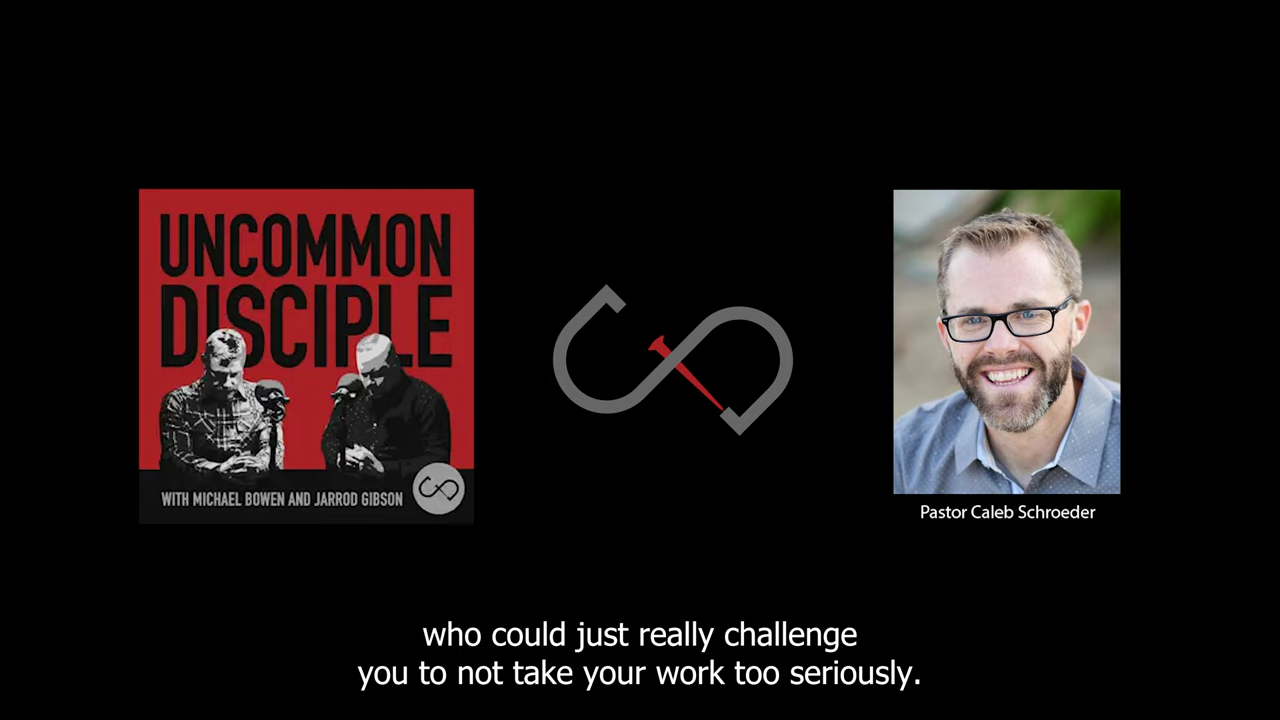 UNCOMMON
DISCIPLE
WITH MICHAEL BOWEN AND JARROD GIBSON
Pastor Caleb Schroeder
who could just really challenge
you to not take your work too seriously.